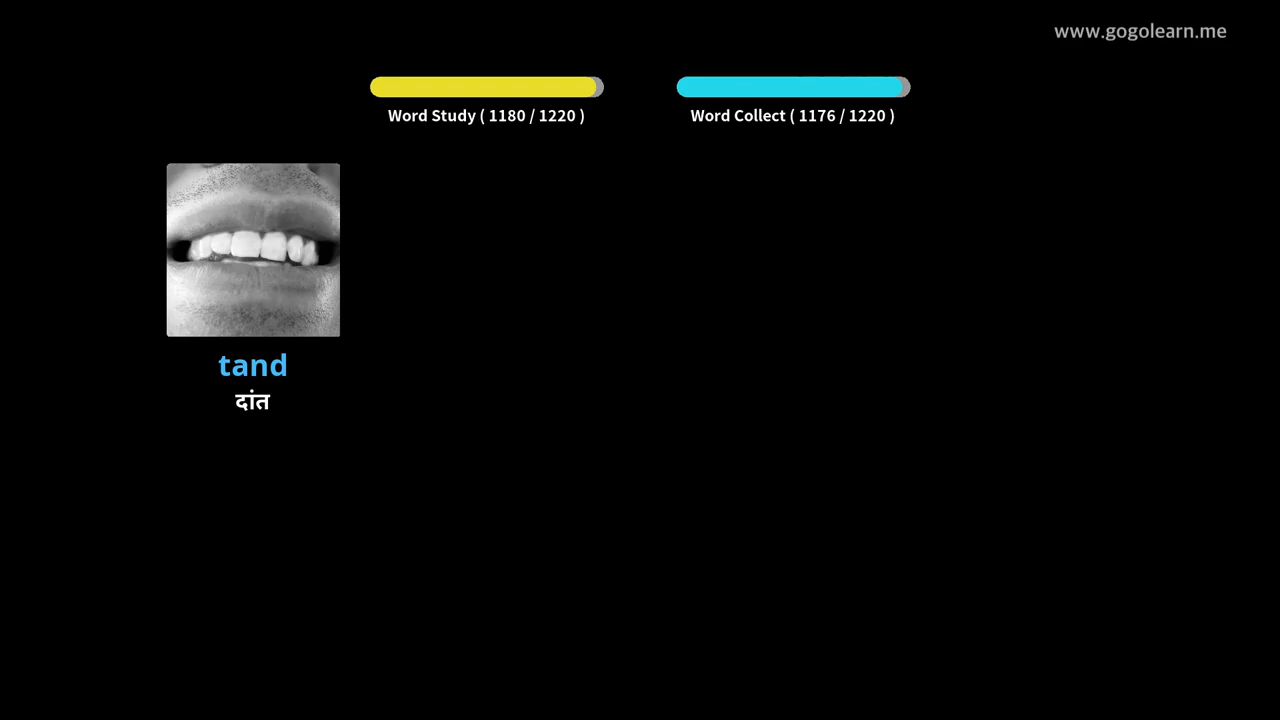 www.gogolearn.me
Word Study ( 1180 / 1220 )
Word Collect ( 1176 / 1220 )
tand
दांत